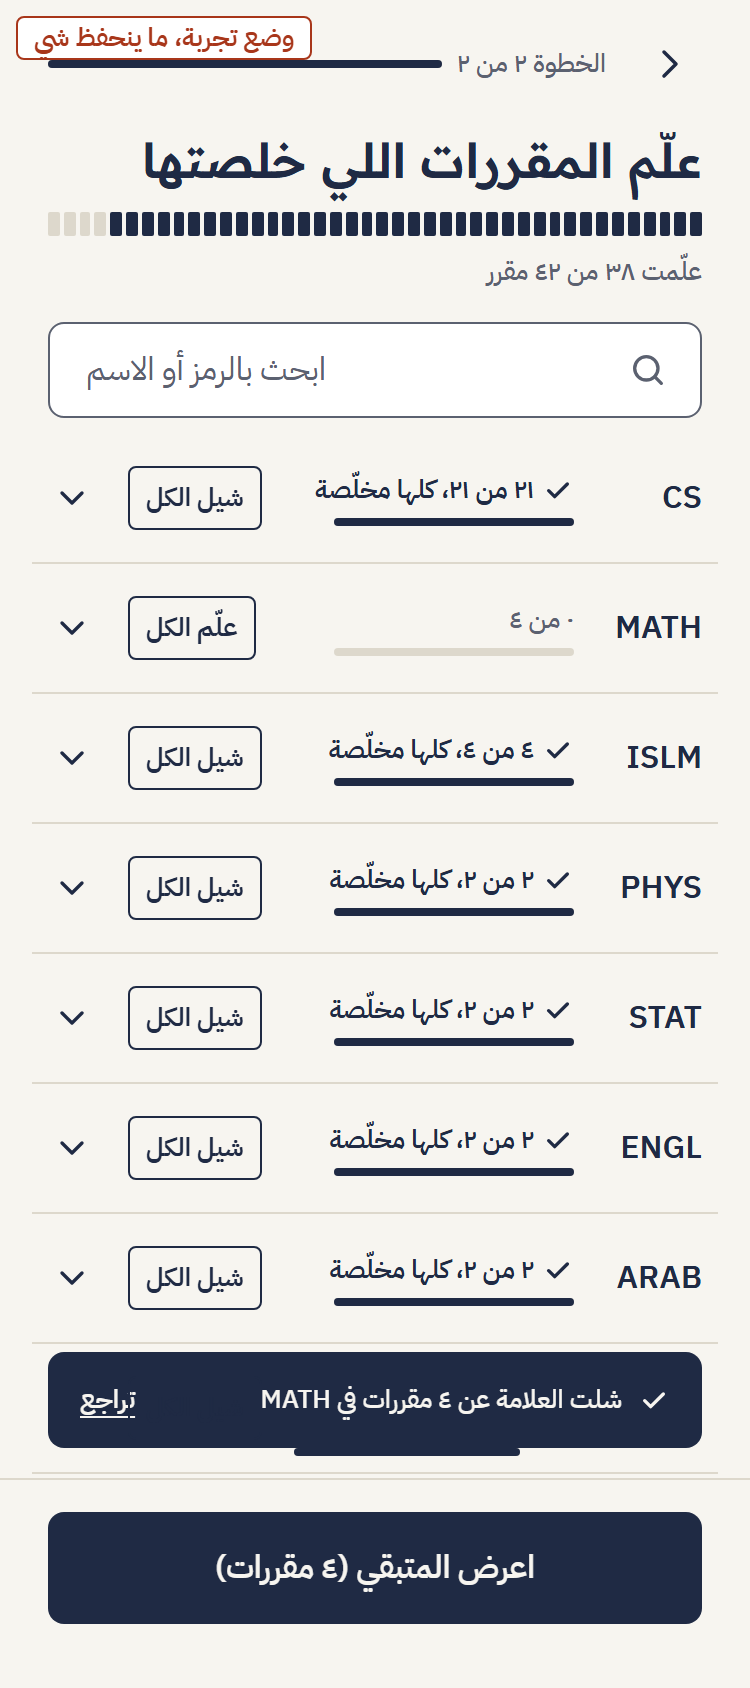 وضع تجربة، ما ينحفظ شي
الخطوة ٢ من ٢
علّم المقررات اللي خلصتها
علّمت ٣٨ من ٤٢ مقرر
ابحث بالرمز أو الاسم
CS ٢١ من ٢١، كلها مخلّصة شيل الكل
MATH ٠ من ٤ علّم الكل
ISLM ٤ من ٤، كلها مخلّصة شيل الكل
PHYS ٢ من ٢، كلها مخلّصة شيل الكل
STAT ٢ من ٢، كلها مخلّصة شيل الكل
ENGL ٢ من ٢، كلها مخلّصة شيل الكل
ARAB ٢ من ٢، كلها مخلّصة شيل الكل
شلت العلامة عن ٤ مقررات في MATH تراجع
اعرض المتبقي (٤ مقررات)